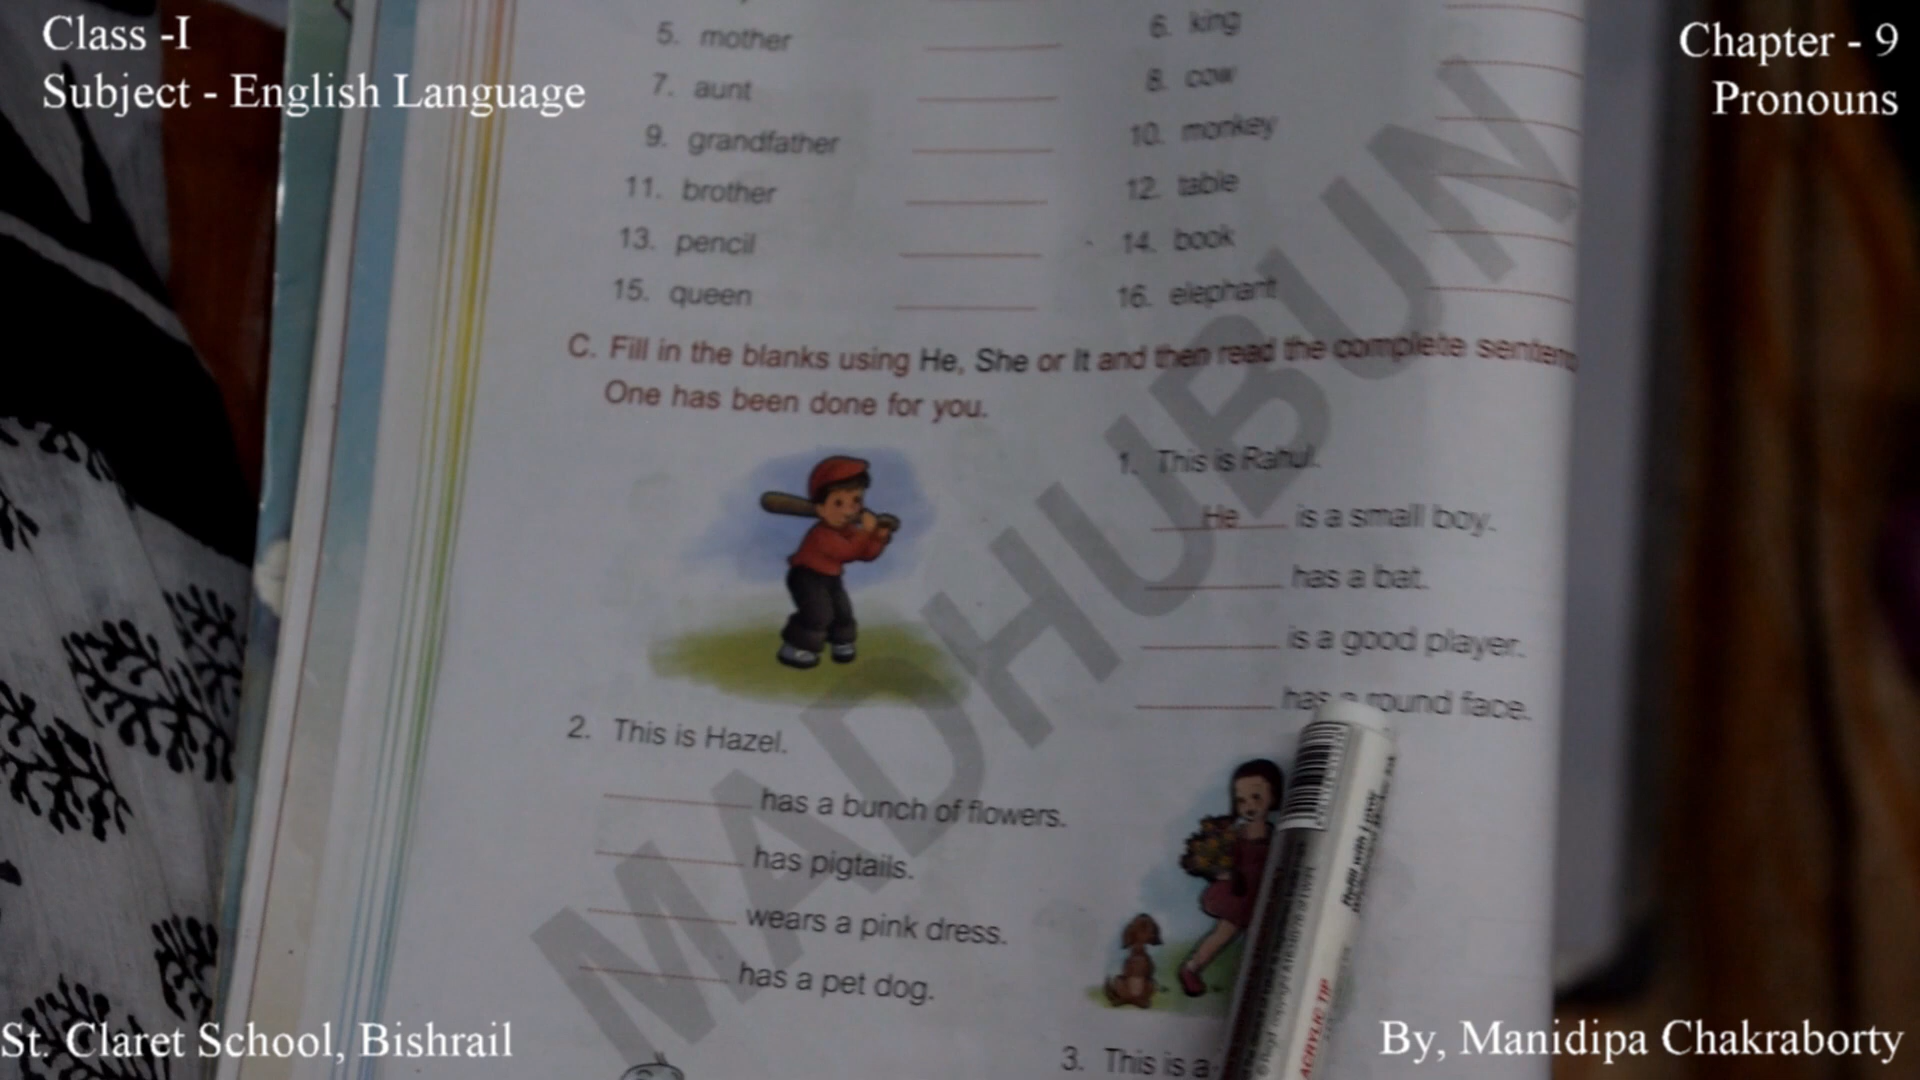 Class -I
Subject - English Language
Chapter - 9
Pronouns
5. mother
6. king
7. aunt
8. cow
9. grandfather
10. monkey
11. brother
12. table
13. pencil
14. book
15. queen
16. elephant
C. Fill in the blanks using He, She or It and then read the complete
One has been done for you.
1. This is Rahul.
He is a small boy.
has a bat.
is a good player.
has a round face.
2. This is Hazel.
has a bunch of flowers.
has pigtails.
wears a pink dress.
has a pet dog.
3. This is a
MADHUBUN
ACRYLIC TIP
St. Claret School, Bishrail
By, Manidipa Chakraborty